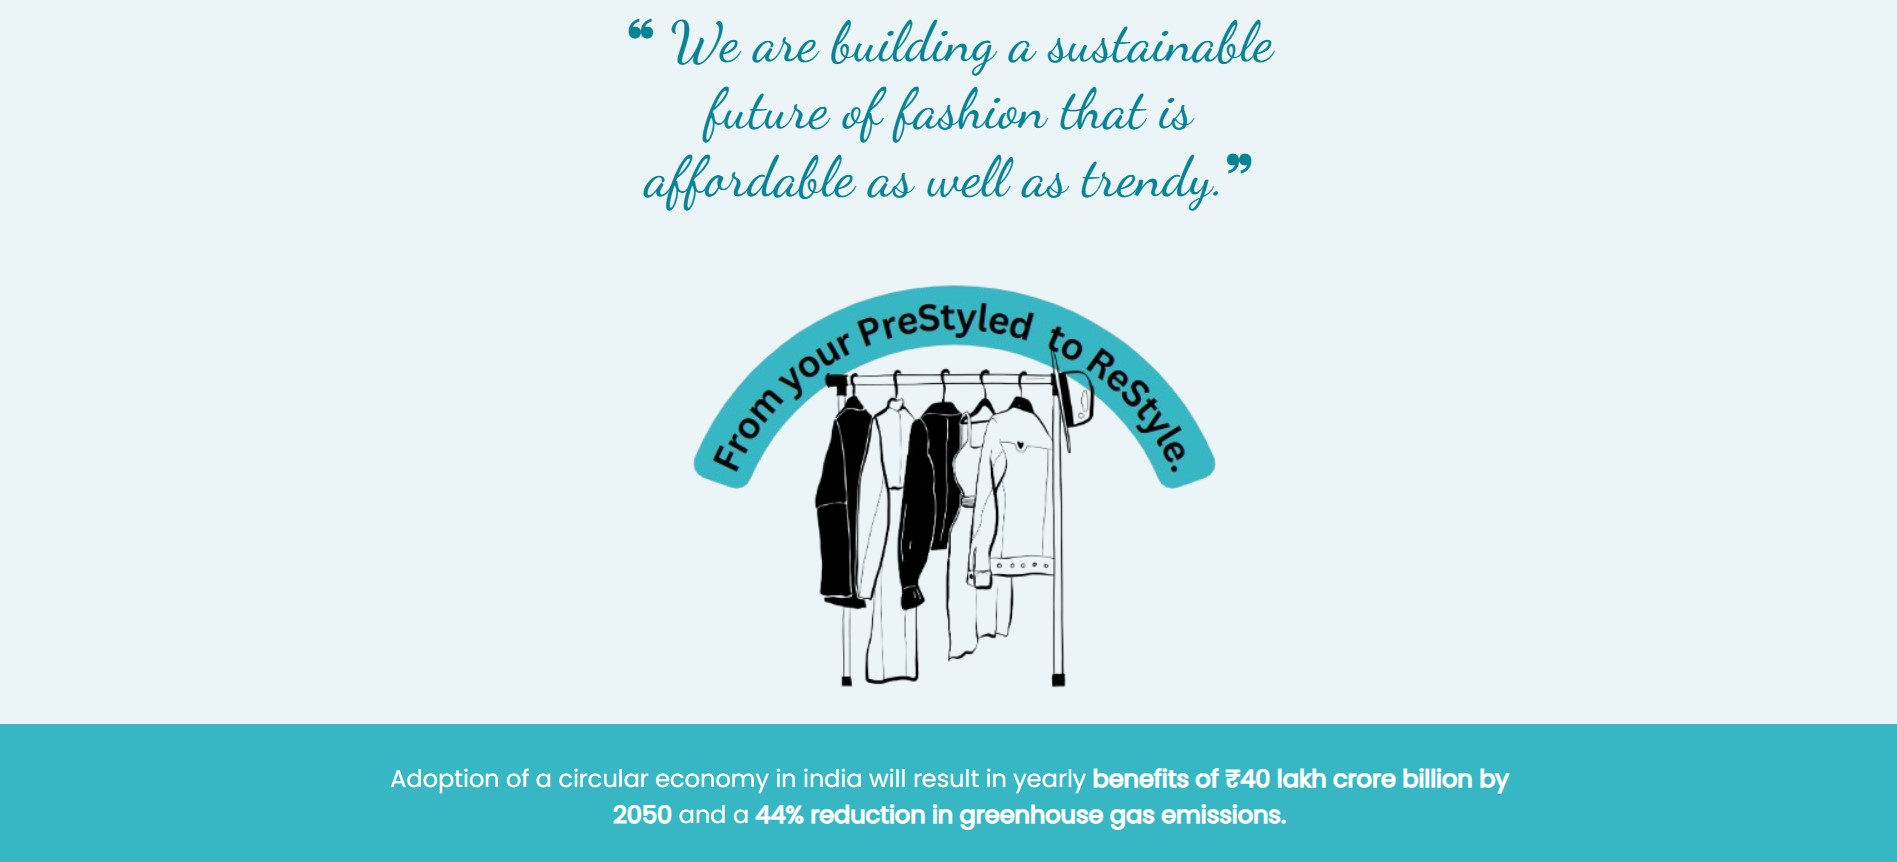 ❝ We are building a sustainable
future of fashion that is
affordable as well as trendy.❞
From your PreStyled to ReStyle.
Adoption of a circular economy in india will result in yearly benefits of ₹40 lakh crore billion by
2050 and a 44% reduction in greenhouse gas emissions.